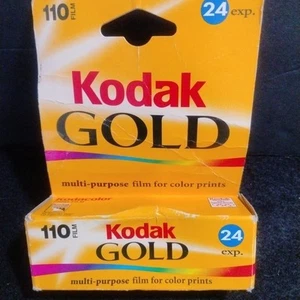 110 FILM 24 exp.
Kodak
GOLD
multi-purpose film for color prints
Kodacolor
Kodak
110 FILM GOLD 24 exp.
multi-purpose film for color prints